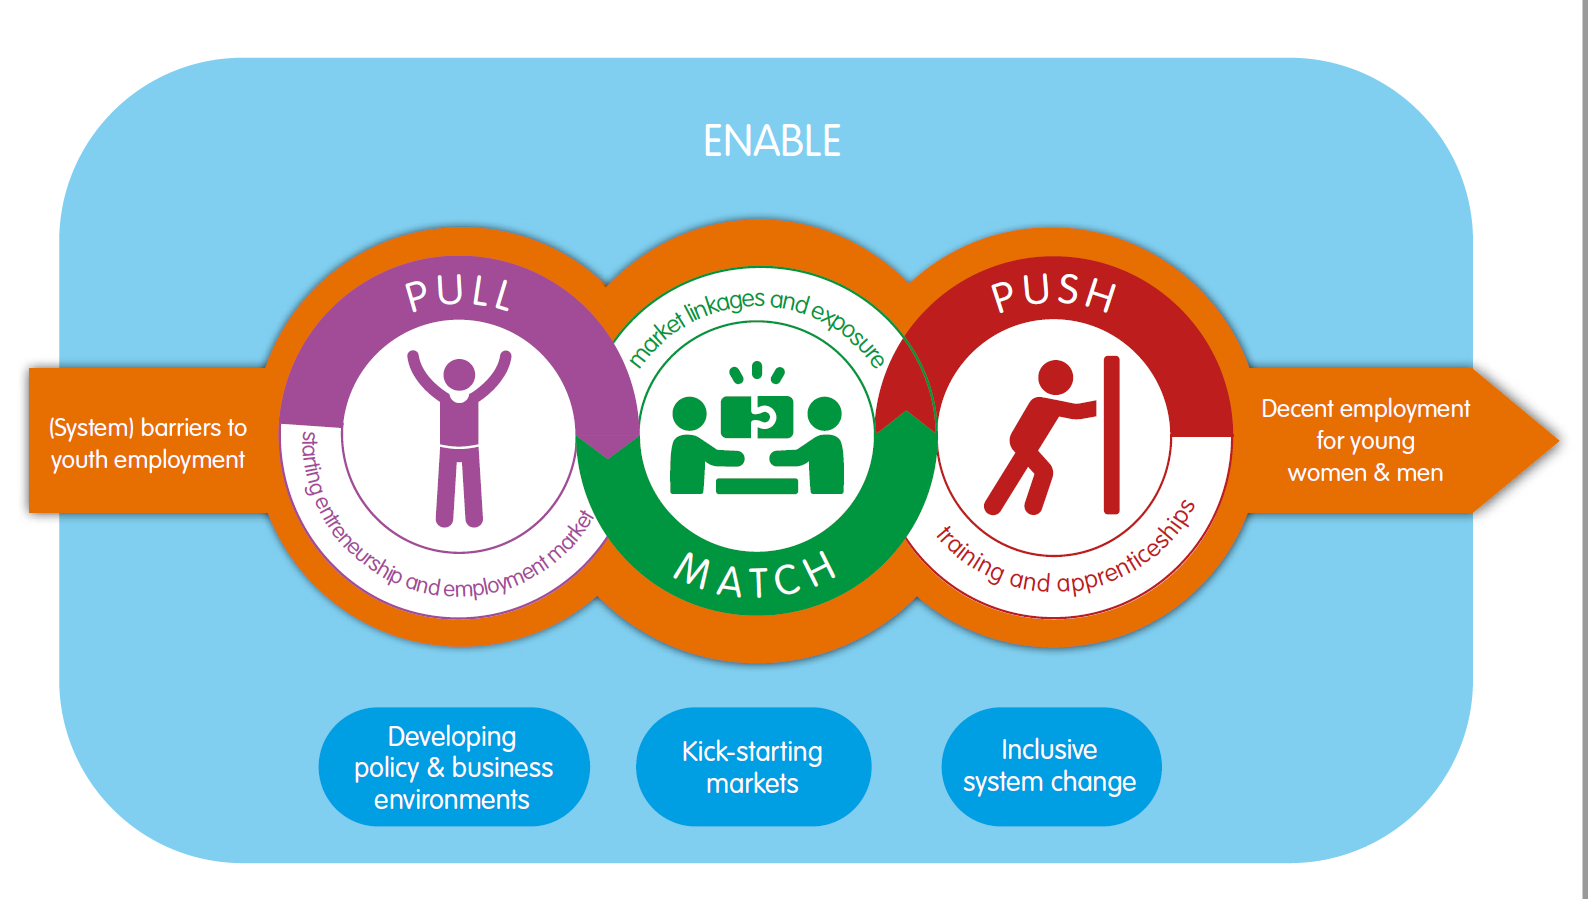 ENABLE
PULL
market linkages and exposure
PUSH
(System) barriers to
youth employment
Decent employment
for young
women & men
starting entreneurship and employment market
MATCH
training and apprenticeships
Developing
policy & business
environments
Kick-starting
markets
Inclusive
system change